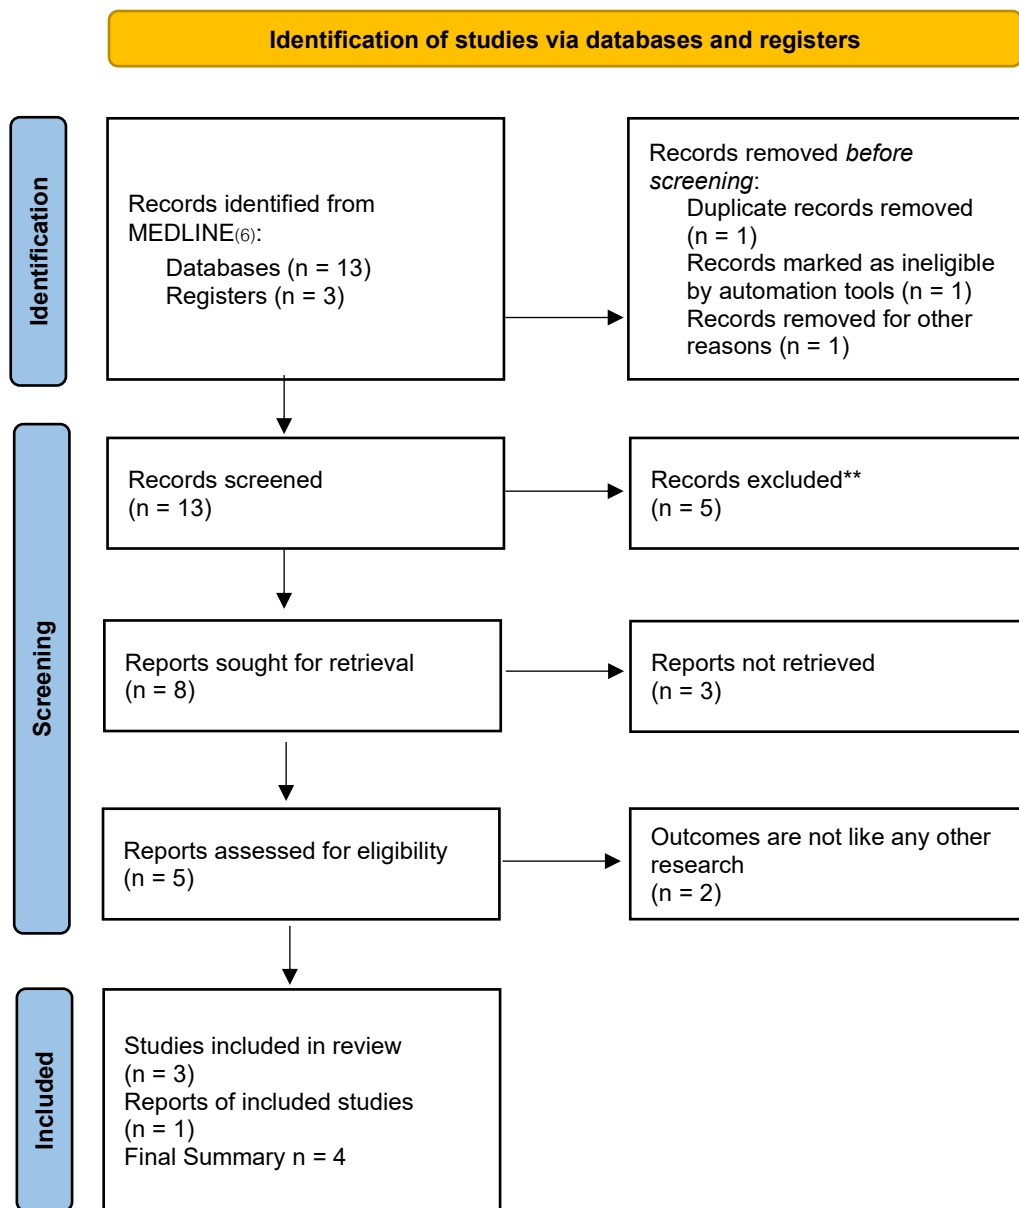 Identification of studies via databases and registers
Identification
Records identified from
MEDLINE(6):
Databases (n = 13)
Registers (n = 3)
Records removed before
screening:
Duplicate records removed
(n = 1)
Records marked as ineligible
by automation tools (n = 1)
Records removed for other
reasons (n = 1)
Screening
Records screened
(n = 13)
Records excluded**
(n = 5)
Reports sought for retrieval
(n = 8)
Reports not retrieved
(n = 3)
Reports assessed for eligibility
(n = 5)
Outcomes are not like any other
research
(n = 2)
Included
Studies included in review
(n = 3)
Reports of included studies
(n = 1)
Final Summary n = 4